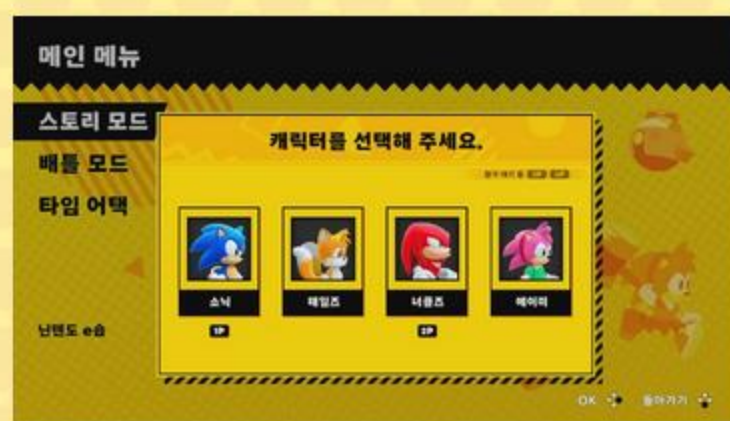 메인 메뉴
스토리 모드
캐릭터를 선택해 주세요.
배틀 모드
타임 어택
소닉
테일즈
너클즈
에이미
1P
2P
닌텐도 e숍
OK
돌아가기